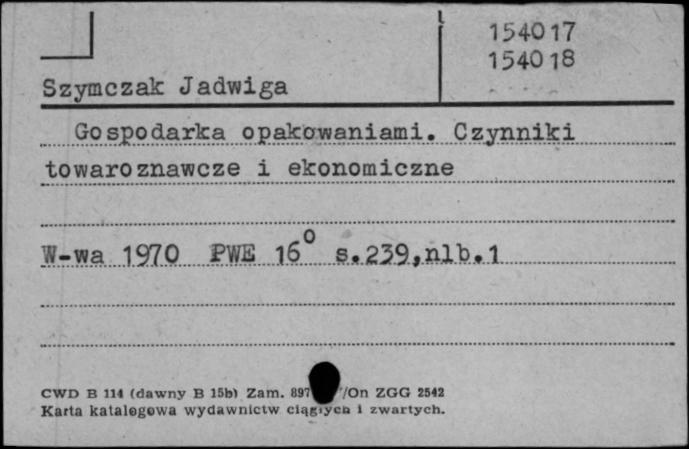 154017
154018
Szymczak Jadwiga
Gospodarka opakowaniami. Czynniki
towaroznawcze i ekonomiczne
W-wa 1970 PWE 16⁰ s.239,nlb.1
CWD B 114 (dawny B 15b) Zam. 897 /On ZGG 2542
Karta katalogowa wydawnictw ciągłych i zwartych.